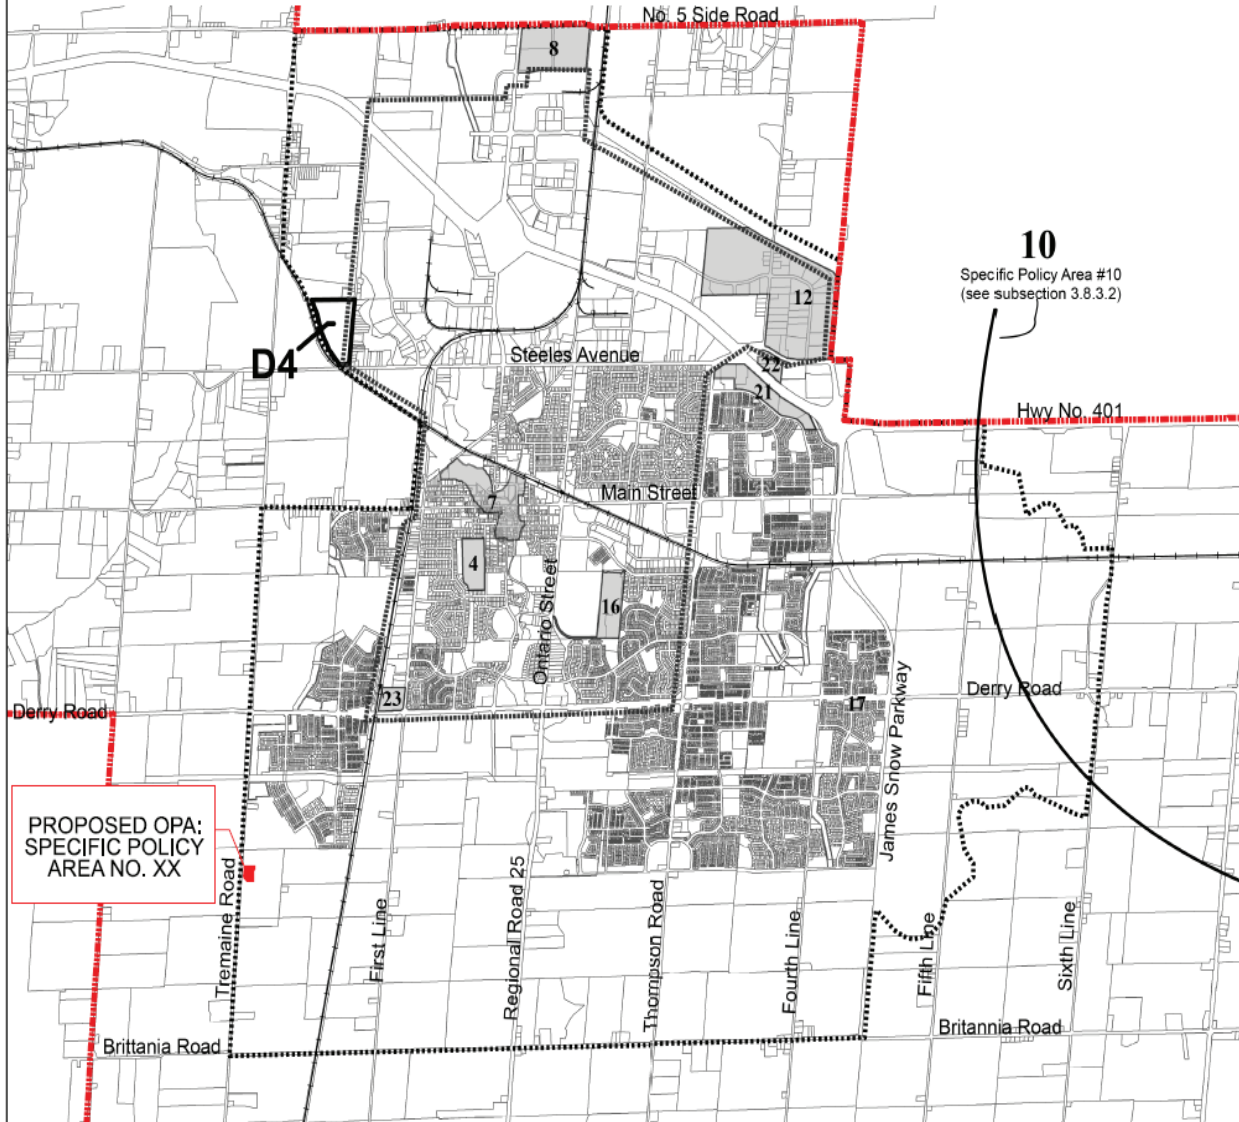 No. 5 Side Road
8
10
Specific Policy Area #10
(see subsection 3.8.3.2)
12
D4
Steeles Avenue
22
21
Hwy No. 401
Main Street
7
4
16
Ontario Street
23
Derry Road
17
Derry Road
James Snow Parkway
PROPOSED OPA:
SPECIFIC POLICY
AREA NO. XX
Tremaine Road
First Line
Regional Road 25
Thompson Road
Fourth Line
Fifth Line
Sixth Line
Brittania Road
Britannia Road